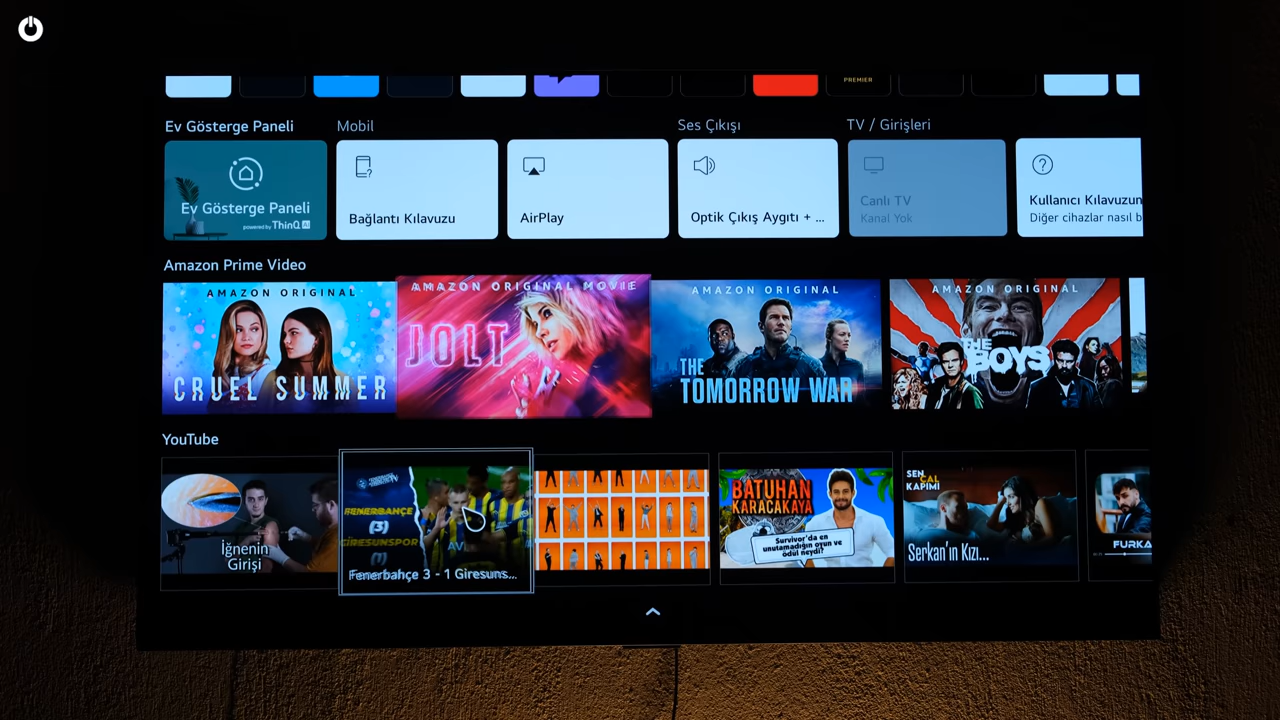 PREMIER
Ev Gösterge Paneli
Mobil
Ses Çıkışı
TV / Girişleri
Ev Gösterge Paneli
powered by ThinQ AI
Bağlantı Kılavuzu
AirPlay
Optik Çıkış Aygıtı + ...
Canlı TV
Kanal Yok
Kullanıcı Kılavuzun
Diğer cihazlar nasıl b
Amazon Prime Video
AMAZON ORIGINAL
CRUEL SUMMER
AMAZON ORIGINAL MOVIE
JOLT
AMAZON ORIGINAL
THE
TOMORROW WAR
AMAZON ORIGINAL
THE
BOYS
YouTube
İğnenin
Girişi
FENERBAHÇE
(3)
GİRESUNSPOR
(1)
Fenerbahçe 3 - 1 Giresuns...
BATUHAN
KARACAKAYA
Survivor'da en
unutamadığın oyun ve
ödül neydi?
SEN
ÇAL
KAPIMI
Serkan'ın Kızı...
FURKA